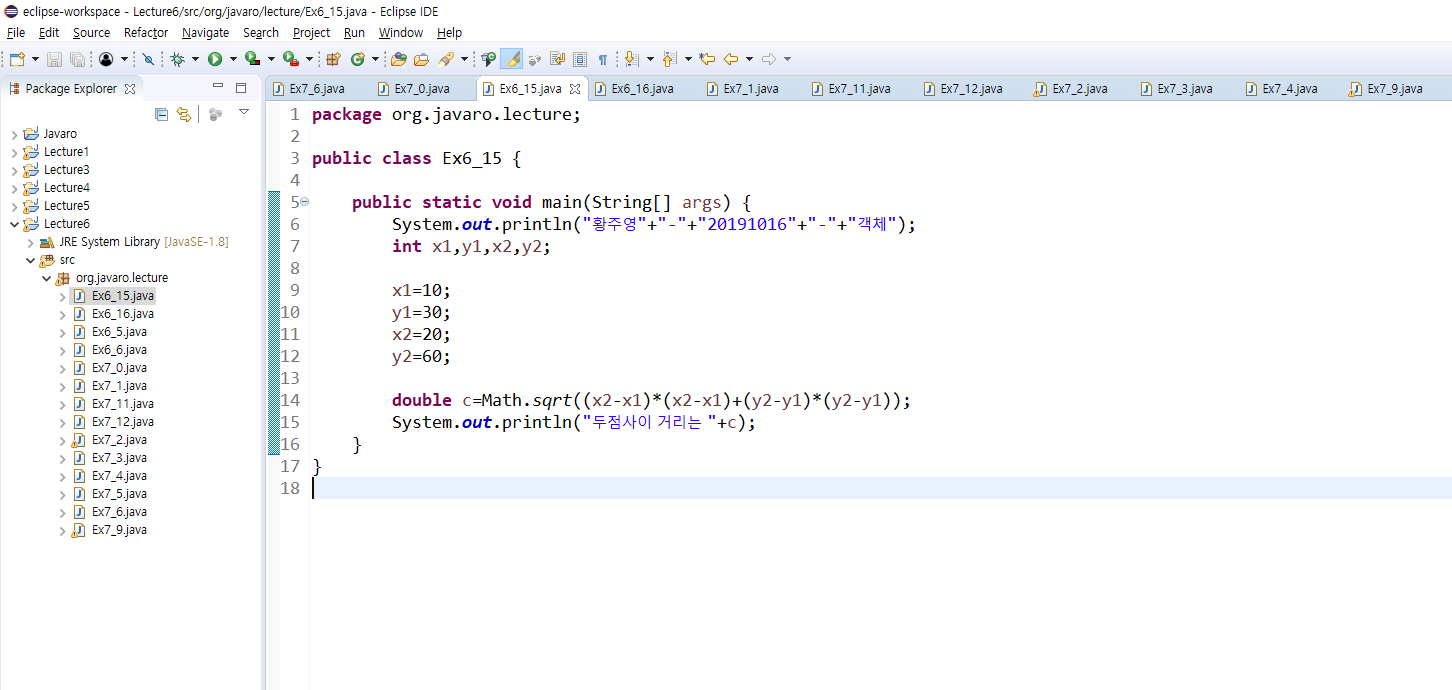 eclipse-workspace - Lecture6/src/org/javaro/lecture/Ex6_15.java - Eclipse IDE
File Edit Source Refactor Navigate Search Project Run Window Help
Package Explorer
Ex7_6.java Ex7_0.java Ex6_15.java Ex6_16.java Ex7_1.java Ex7_11.java Ex7_12.java Ex7_2.java Ex7_3.java Ex7_4.java Ex7_9.java
Javaro
Lecture1
Lecture3
Lecture4
Lecture5
Lecture6
JRE System Library [JavaSE-1.8]
src
org.javaro.lecture
Ex6_15.java
Ex6_16.java
Ex6_5.java
Ex6_6.java
Ex7_0.java
Ex7_1.java
Ex7_11.java
Ex7_12.java
Ex7_2.java
Ex7_3.java
Ex7_4.java
Ex7_5.java
Ex7_6.java
Ex7_9.java
1 package org.javaro.lecture;
2
3 public class Ex6_15 {
4
5 public static void main(String[] args) {
6 System.out.println("황주영"+"-"+"20191016"+"-"+"객체");
7 int x1,y1,x2,y2;
8
9 x1=10;
10 y1=30;
11 x2=20;
12 y2=60;
13
14 double c=Math.sqrt((x2-x1)*(x2-x1)+(y2-y1)*(y2-y1));
15 System.out.println("두점사이 거리는 "+c);
16 }
17 }
18